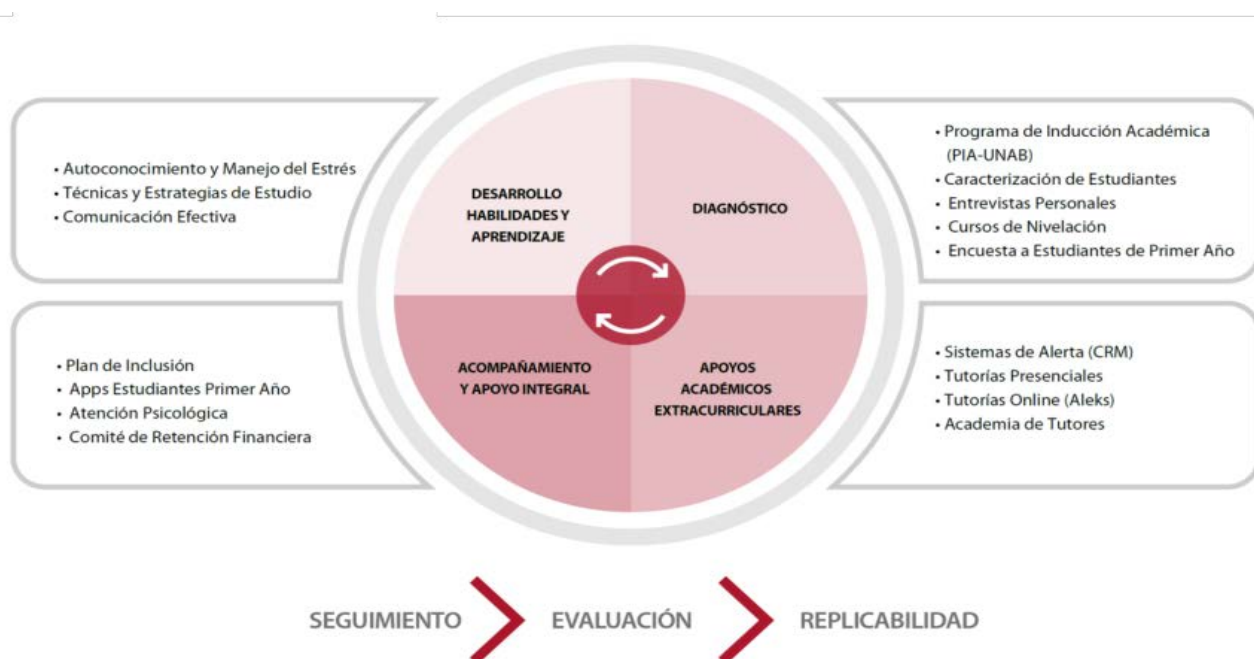 • Autoconocimiento y Manejo del Estrés
• Técnicas y Estrategias de Estudio
• Comunicación Efectiva
DESARROLLO
HABILIDADES Y
APRENDIZAJE
DIAGNÓSTICO
• Programa de Inducción Académica
(PIA-UNAB)
• Caracterización de Estudiantes
• Entrevistas Personales
• Cursos de Nivelación
• Encuesta a Estudiantes de Primer Año
• Plan de Inclusión
• Apps Estudiantes Primer Año
• Atención Psicológica
• Comité de Retención Financiera
ACOMPAÑAMIENTO
Y APOYO INTEGRAL
APOYOS
ACADÉMICOS
EXTRACURRICULARES
• Sistemas de Alerta (CRM)
• Tutorías Presenciales
• Tutorías Online (Aleks)
• Academia de Tutores
SEGUIMIENTO
EVALUACIÓN
REPLICABILIDAD